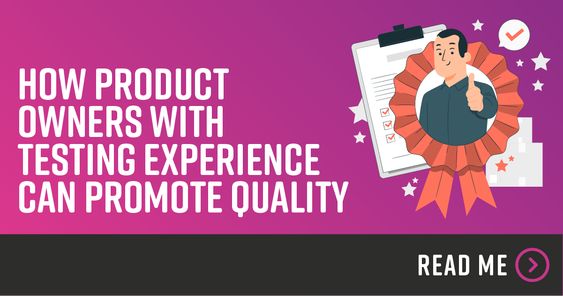 HOW PRODUCT
OWNERS WITH
TESTING EXPERIENCE
CAN PROMOTE QUALITY
READ ME